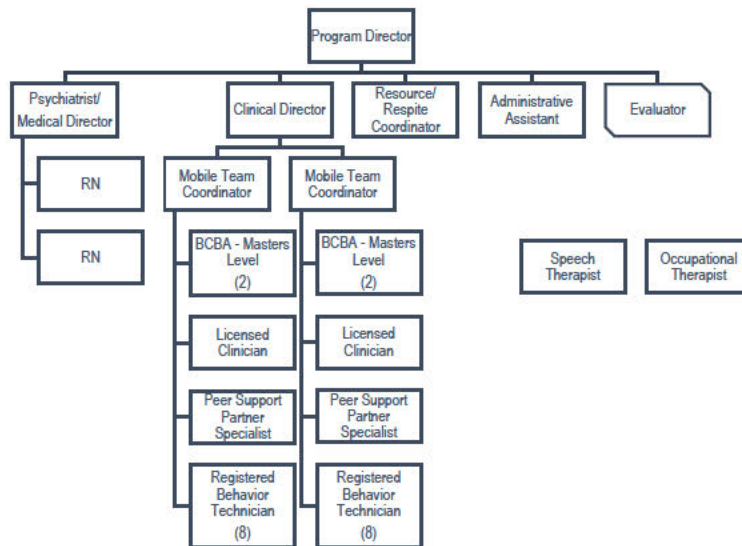 Program Director
Psychiatrist/
Medical Director
Clinical Director
Resource/
Respite
Coordinator
Administrative
Assistant
Evaluator
RN
RN
Mobile Team
Coordinator
Mobile Team
Coordinator
BCBA - Masters
Level
(2)
BCBA - Masters
Level
(2)
Speech
Therapist
Occupational
Therapist
Licensed
Clinician
Licensed
Clinician
Peer Support
Partner
Specialist
Peer Support
Partner
Specialist
Registered
Behavior
Technician
(8)
Registered
Behavior
Technician
(8)